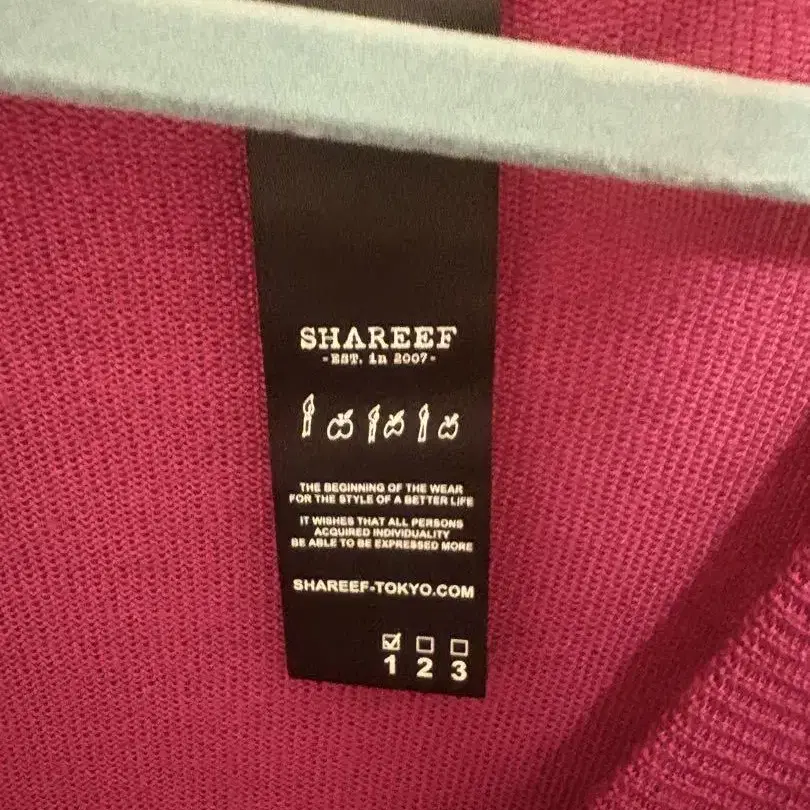 SHAREEF
-EST. in 2007-
THE BEGINNING OF THE WEAR
FOR THE STYLE OF A BETTER LIFE
IT WISHES THAT ALL PERSONS
ACQUIRED INDIVIDUALITY
BE ABLE TO BE EXPRESSED MORE
SHAREEF-TOKYO.COM
1 2 3